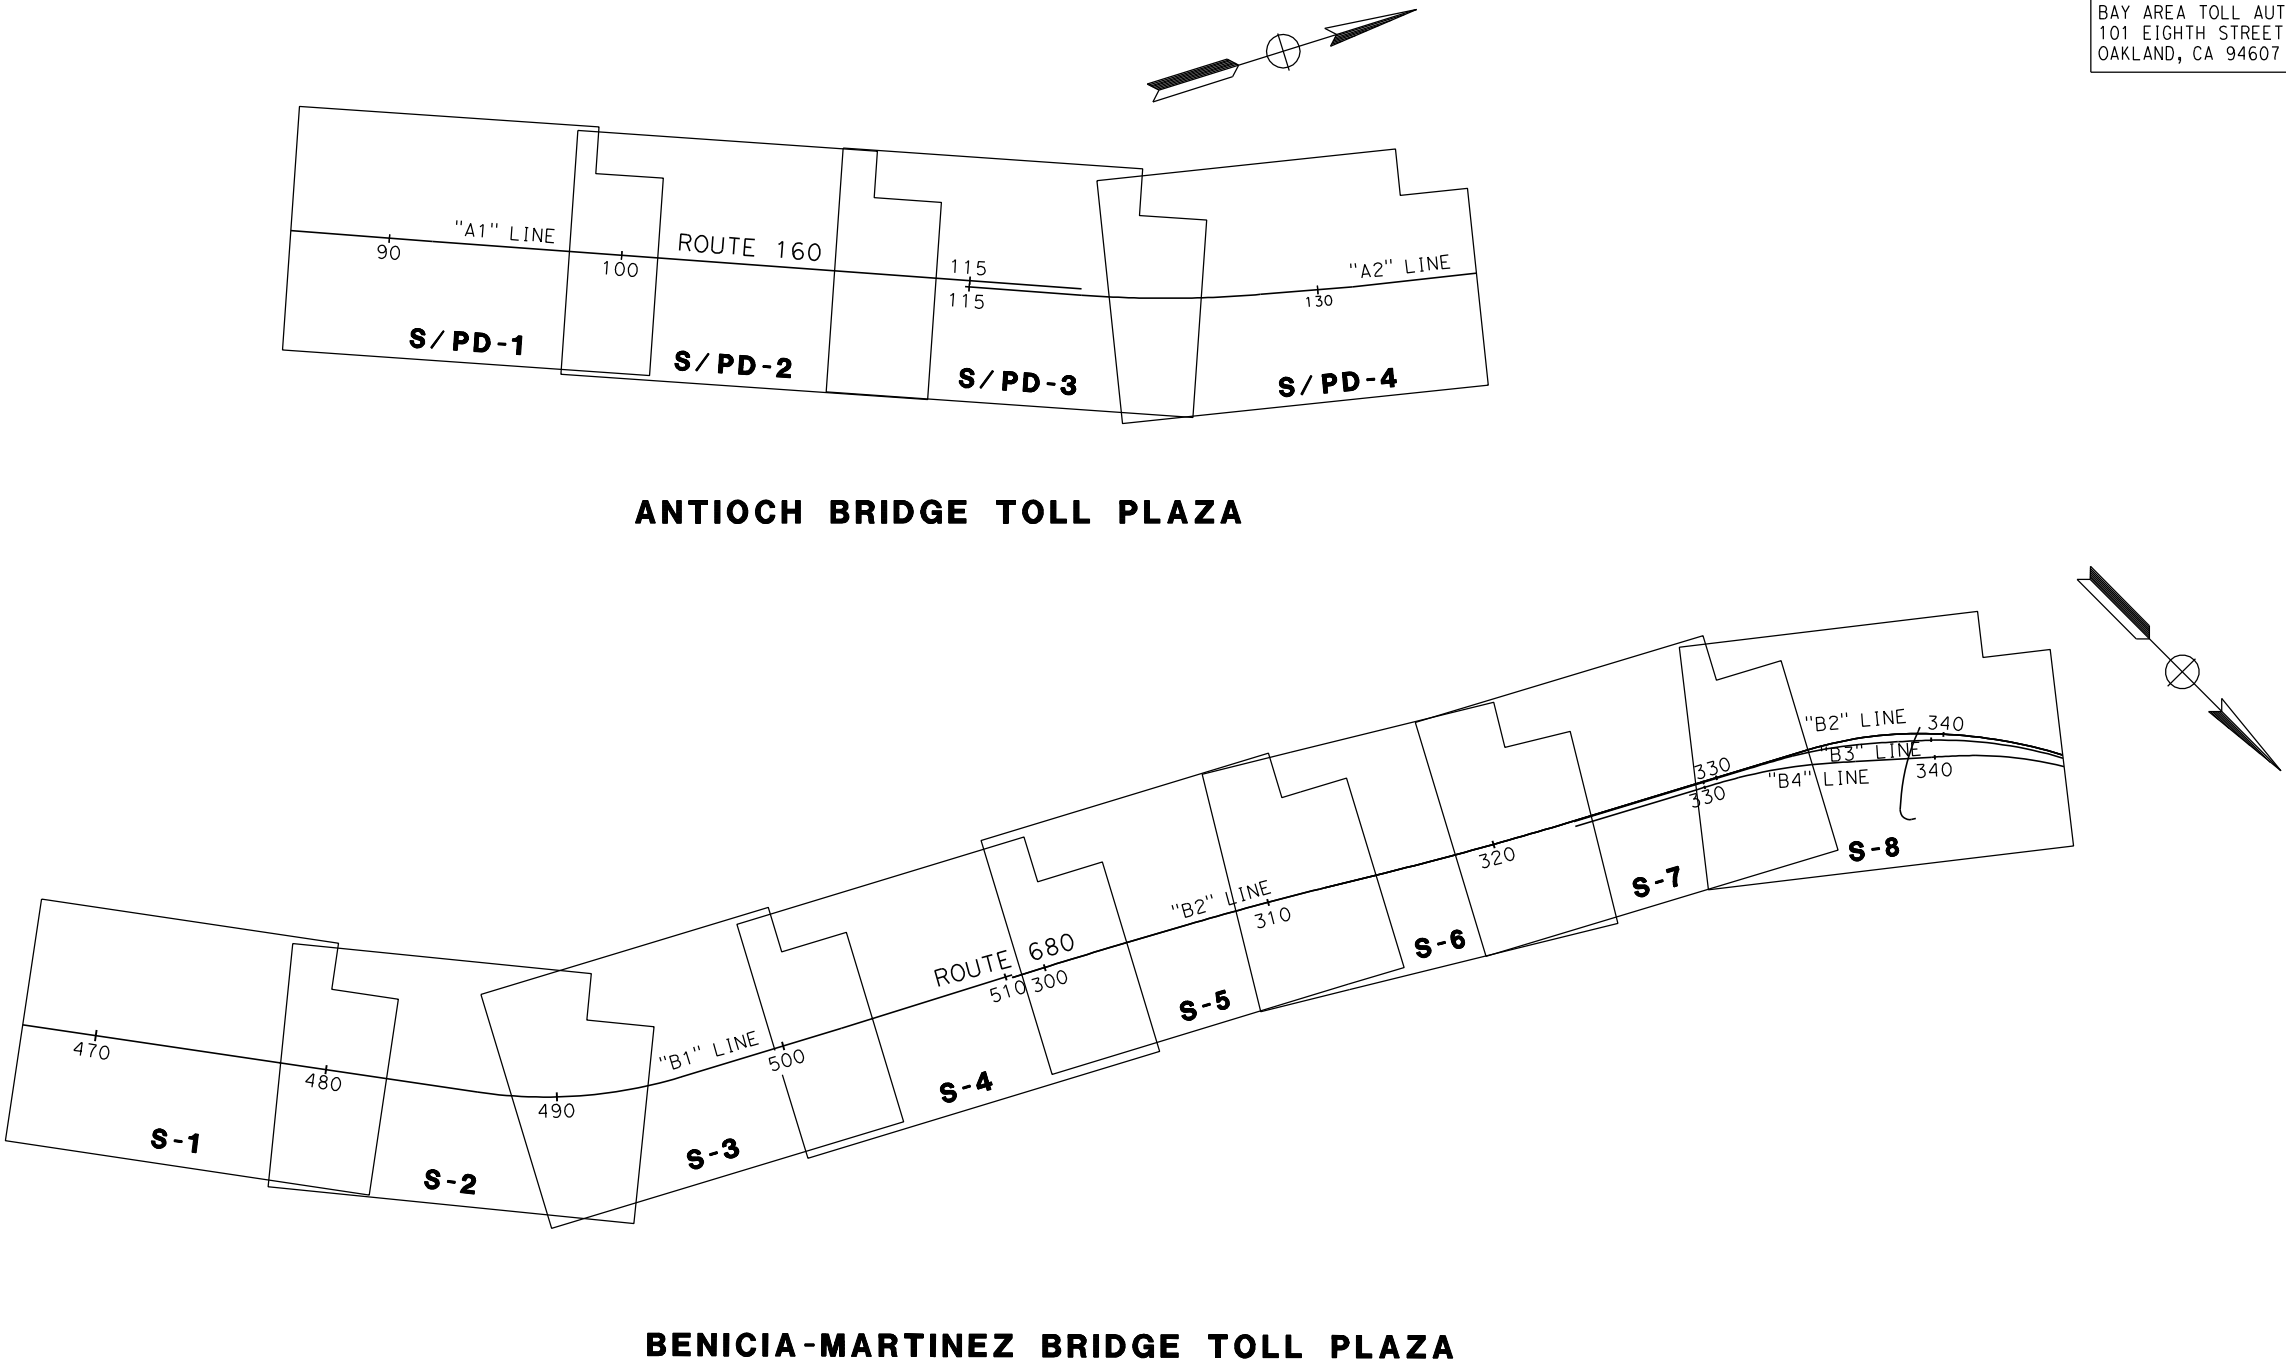 BAY AREA TOLL AUT
101 EIGHTH STREET
OAKLAND, CA 94607
"A1" LINE
90
100
ROUTE 160
115
115
"A2" LINE
130
S/PD-1
S/PD-2
S/PD-3
S/PD-4
ANTIOCH BRIDGE TOLL PLAZA
"B2" LINE
340
"B3" LINE
330
"B4" LINE
340
330
320
S-8
S-7
"B2" LINE
310
S-6
ROUTE 680
510
300
S-5
"B1" LINE
500
S-4
470
480
490
S-1
S-2
S-3
BENICIA-MARTINEZ BRIDGE TOLL PLAZA